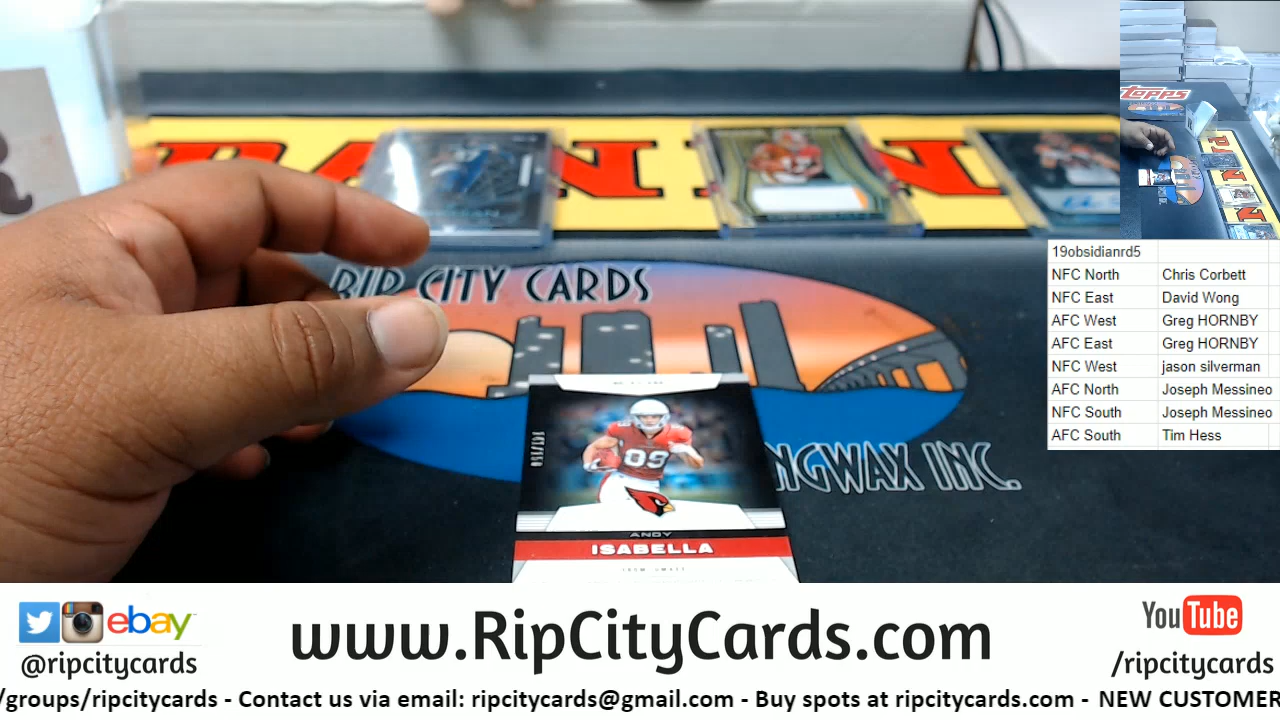 PANINI
RIP CITY CARDS
NGWAX INC.
89
ANDY
ISABELLA
topps
19obsidianrd5
NFC North Chris Corbett
NFC East David Wong
AFC West Greg HORNBY
AFC East Greg HORNBY
NFC West jason silverman
AFC North Joseph Messineo
NFC South Joseph Messineo
AFC South Tim Hess
ebay
@ripcitycards
www.RipCityCards.com
YouTube
/ripcitycards
/groups/ripcitycards - Contact us via email: ripcitycards@gmail.com - Buy spots at ripcitycards.com - NEW CUSTOMER